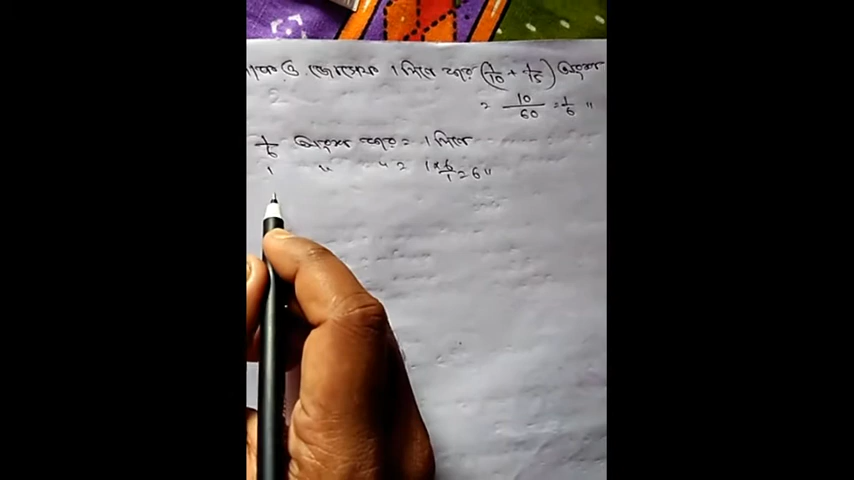 ও জোসেফ 1 দিনে করে (1/10 + 1/15) অংশ
= 10/60 = 1/6 "
1/6 অংশ করে = 1 দিনে
1 " " = 1×6/1 = 6 "